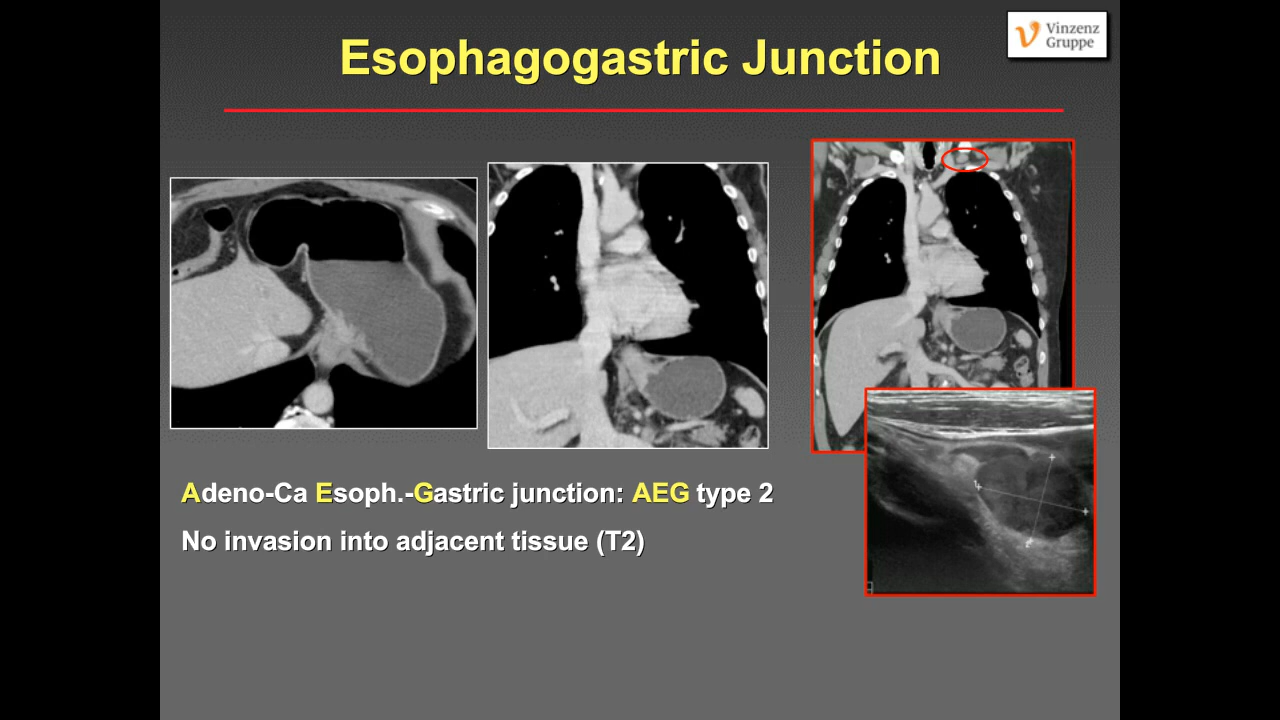 Esophagogastric Junction
Vinzenz
Gruppe
Adeno-Ca Esoph.-Gastric junction: AEG type 2
No invasion into adjacent tissue (T2)